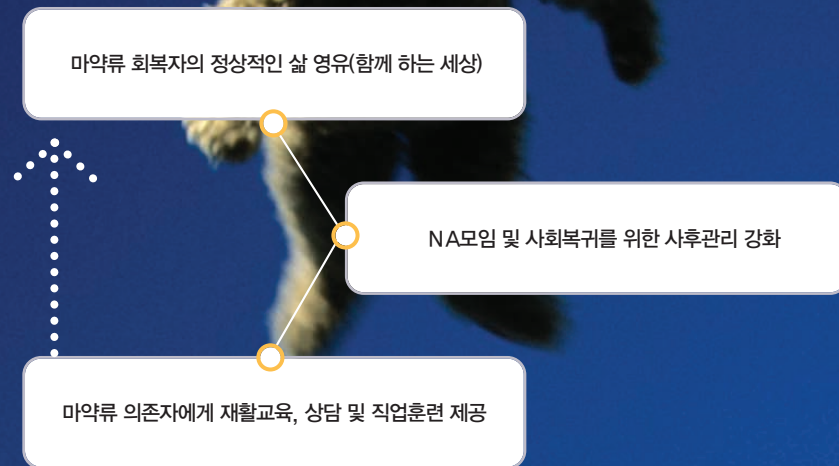 마약류 회복자의 정상적인 삶 영유(함께 하는 세상)
NA모임 및 사회복귀를 위한 사후관리 강화
마약류 의존자에게 재활교육, 상담 및 직업훈련 제공